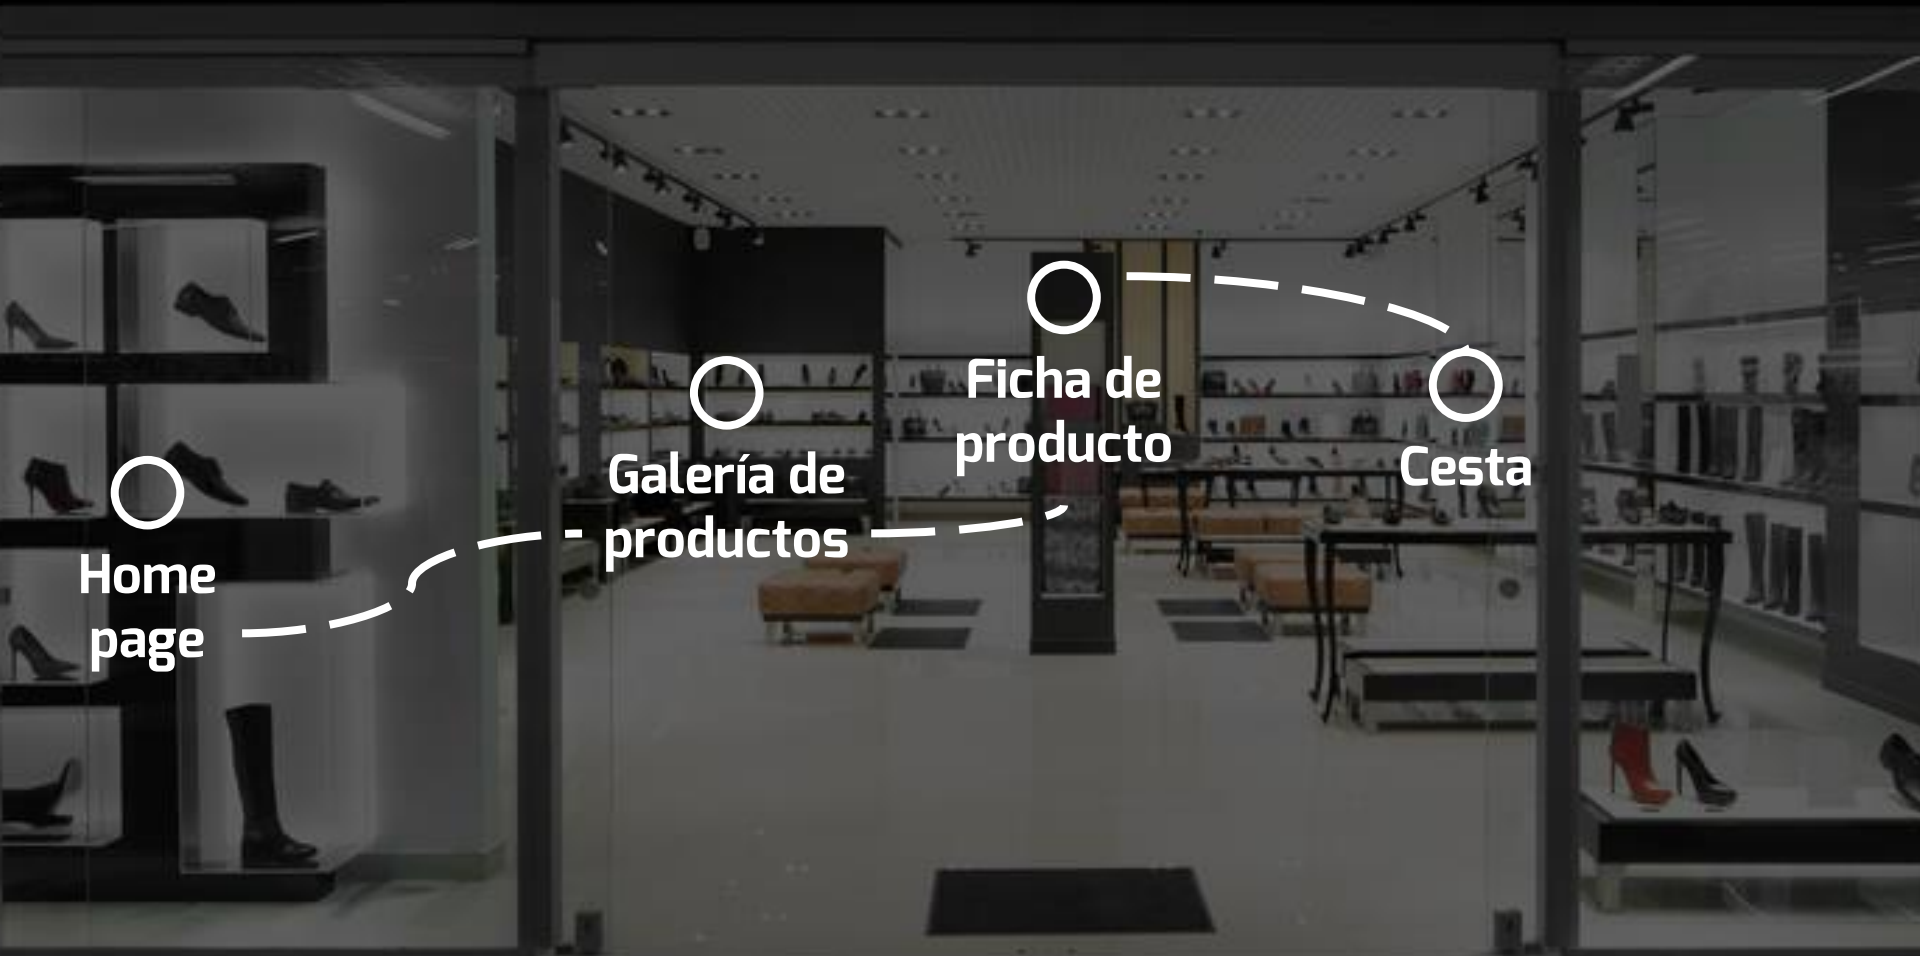 Home
page
Galería de
productos
Ficha de
producto
Cesta